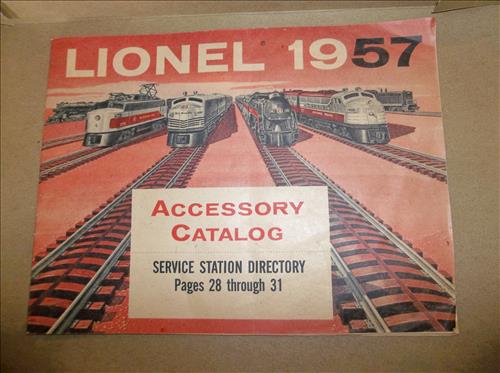 LIONEL 1957
ACCESSORY
CATALOG
SERVICE STATION DIRECTORY
Pages 28 through 31